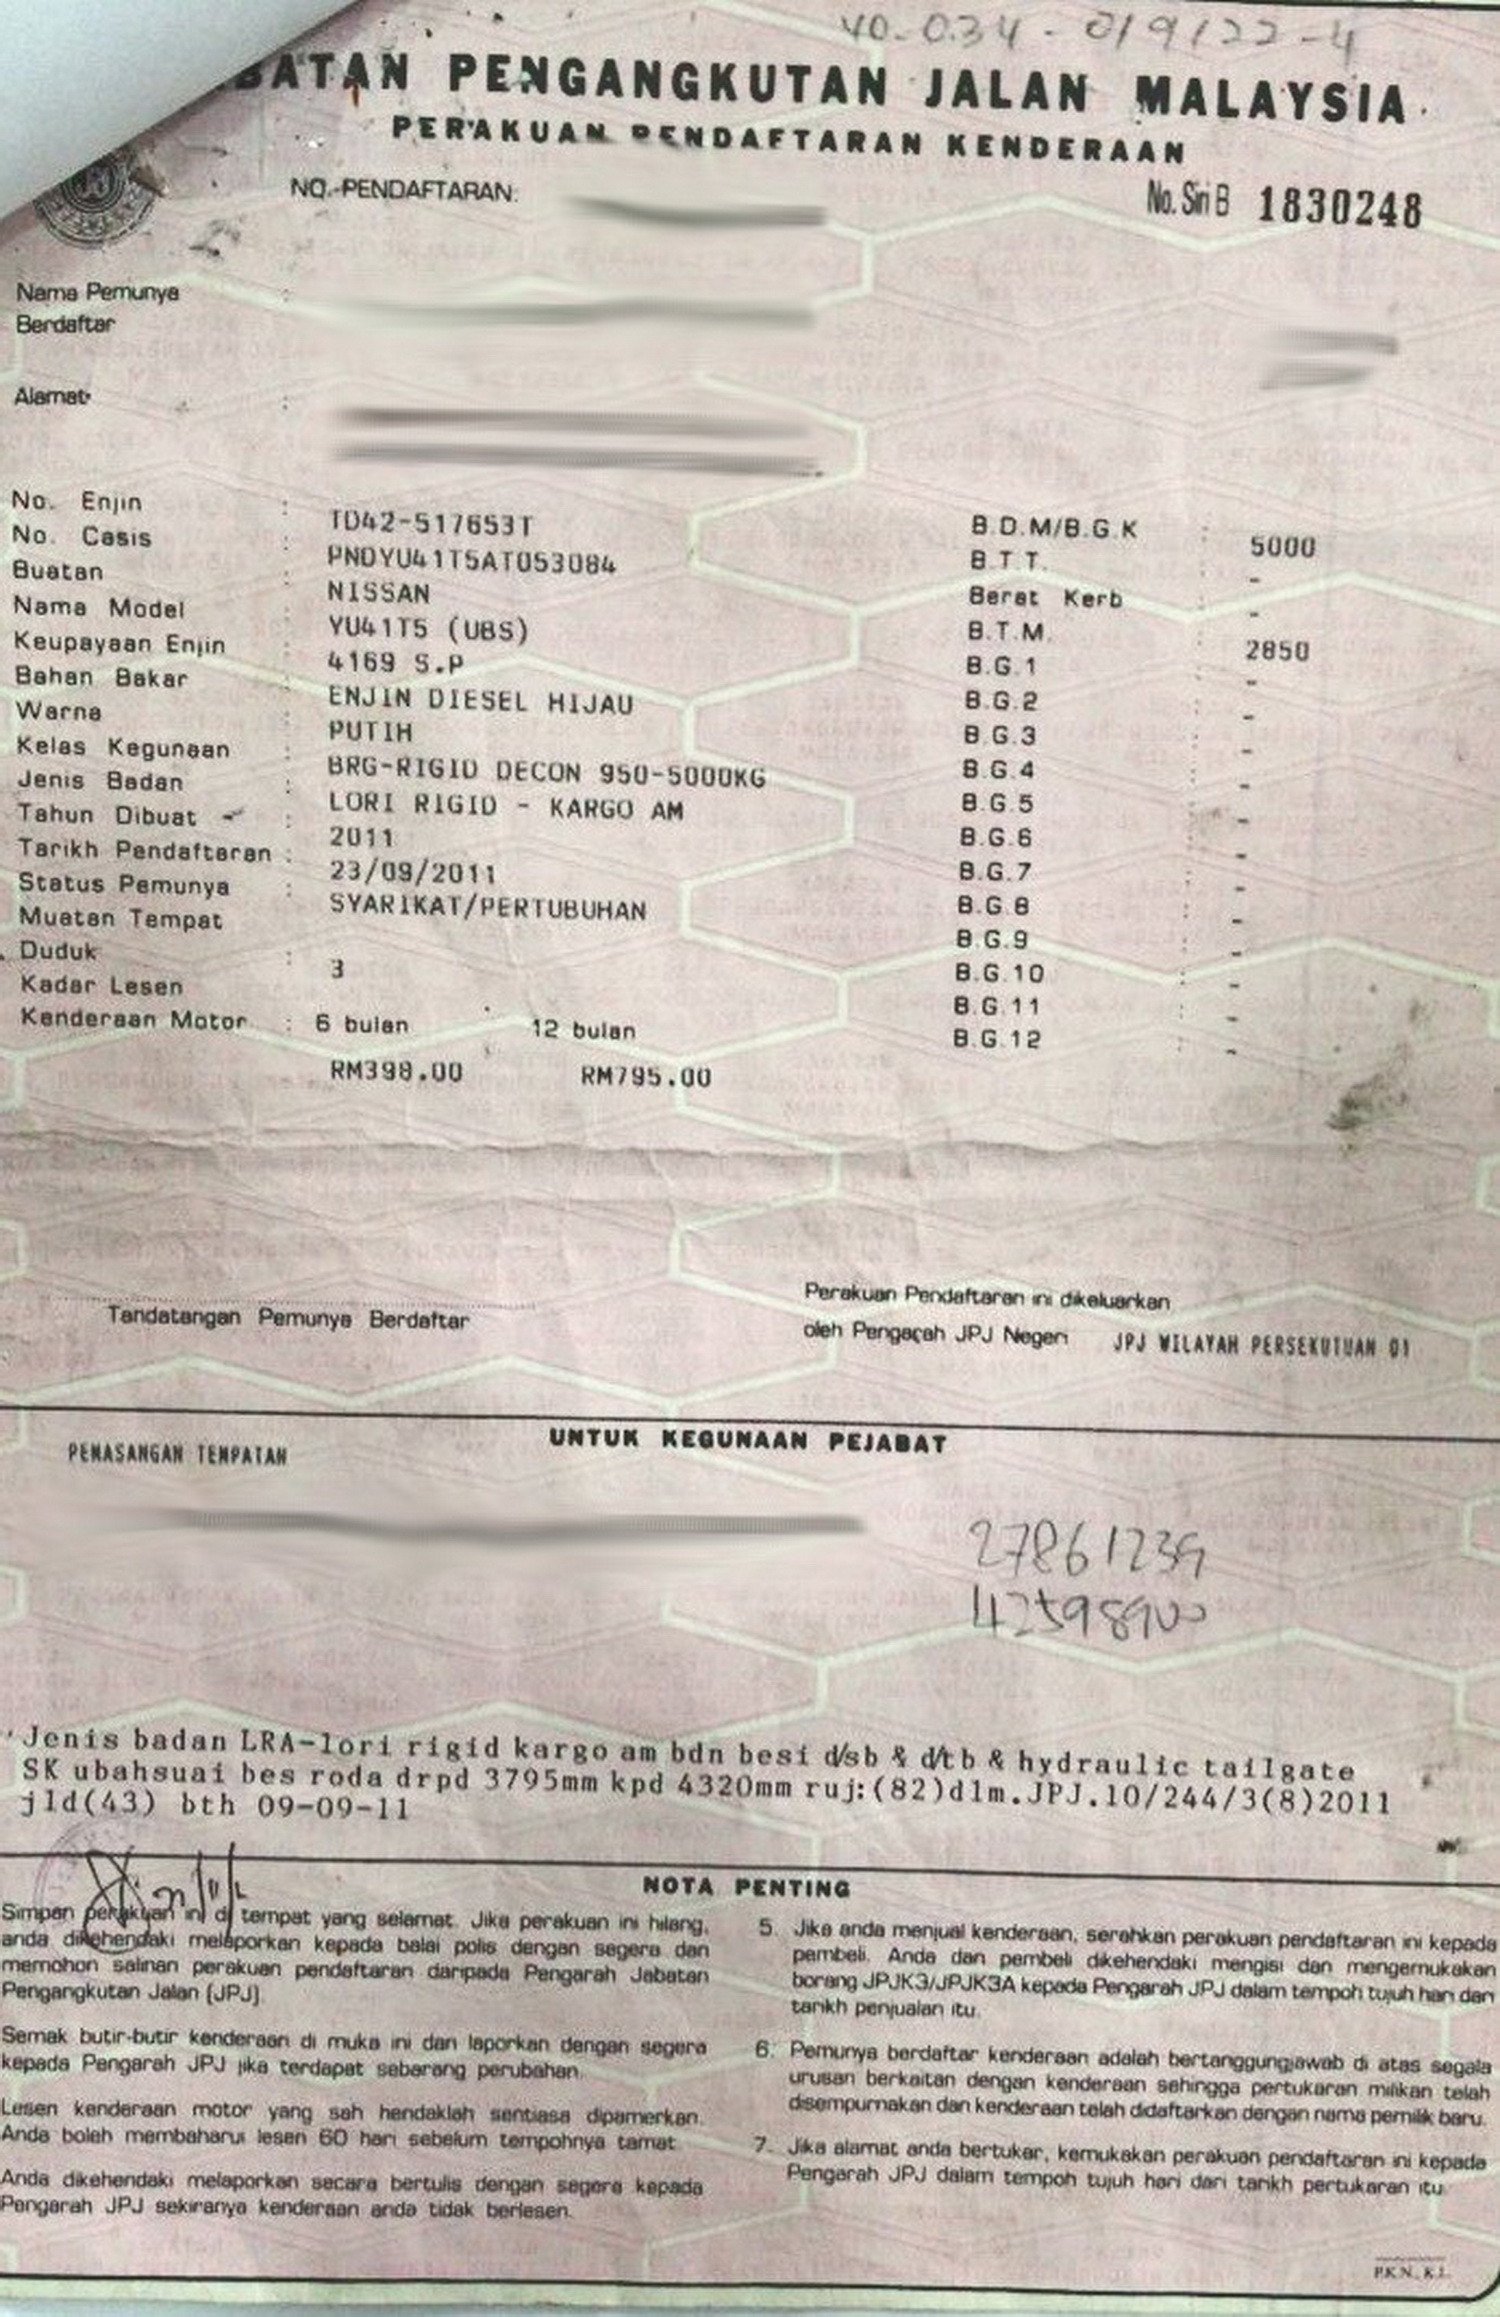 PENGANGKUTAN JALAN MALAYSIA
PERAKUAN PENDAFTARAN KENDERAAN
NO. PENDAFTARAN:
No. Siri B 1830248
Nama Pemunya :
Berdaftar
Alamat :
No. Enjin : TD42-517653T
No. Casis : PNDYU41T5AT053084
Buatan : NISSAN
Nama Model : YU41T5 (UBS)
Keupayaan Enjin : 4169 S.P
Bahan Bakar : ENJIN DIESEL HIJAU
Warna : PUTIH
Kelas Kegunaan : BRG-RIGID DECON 950-5000KG
Jenis Badan : LORI RIGID - KARGO AM
Tahun Dibuat : 2011
Tarikh Pendaftaran : 23/09/2011
Status Pemunya : SYARIKAT/PERTUBUHAN
Muatan Tempat
Duduk : 3
Kadar Lesen
Kenderaan Motor : 6 bulan 12 bulan
RM398.00 RM795.00
B.D.M/B.G.K : 5000
B.T.T. : -
Berat Kerb : -
B.T.M. : 2850
B.G.1 : -
B.G.2 : -
B.G.3 : -
B.G.4 : -
B.G.5 : -
B.G.6 : -
B.G.7 : -
B.G.8 : -
B.G.9 : -
B.G.10 : -
B.G.11 : -
B.G.12 : -
Tandatangan Pemunya Berdaftar
Perakuan Pendaftaran ini dikeluarkan
oleh Pengarah JPJ Negeri JPJ WILAYAH PERSEKUTUAN 01
UNTUK KEGUNAAN PEJABAT
PEMASANGAN TEMPATAN
27861239
42598900
Jenis badan LRA-lori rigid kargo am bdn besi d/sb & d/tb & hydraulic tailgate
SK ubahsuai bes roda drpd 3795mm kpd 4320mm ruj:(82)dlm.JPJ.10/244/3(8)2011
jld(43) bth 09-09-11
NOTA PENTING
Simpan perakuan ini di tempat yang selamat. Jika perakuan ini hilang,
anda dikehendaki melaporkan kepada balai polis dengan segera dan
memohon salinan perakuan pendaftaran daripada Pengarah Jabatan
Pengangkutan Jalan (JPJ).
Semak butir-butir kenderaan di muka ini dan laporkan dengan segera
kepada Pengarah JPJ jika terdapat sebarang perubahan.
Lesen kenderaan motor yang sah hendaklah sentiasa dipamerkan.
Anda boleh membaharui lesen 60 hari sebelum tempohnya tamat.
Anda dikehendaki melaporkan secara bertulis dengan segera kepada
Pengarah JPJ sekiranya kenderaan anda tidak berlesen.
5. Jika anda menjual kenderaan, serahkan perakuan pendaftaran ini kepada
pembeli. Anda dan pembeli dikehendaki mengisi dan mengemukakan
borang JPJK3/JPJK3A kepada Pengarah JPJ dalam tempoh tujuh hari dari
tarikh penjualan itu.
6. Pemunya berdaftar kenderaan adalah bertanggungjawab di atas segala
urusan berkaitan dengan kenderaan sehingga pertukaran milikan telah
disempurnakan dan kenderaan telah didaftarkan dengan nama pemilik baru.
7. Jika alamat anda bertukar, kemukakan perakuan pendaftaran ini kepada
Pengarah JPJ dalam tempoh tujuh hari dari tarikh pertukaran itu.
P.K.N. K.L.